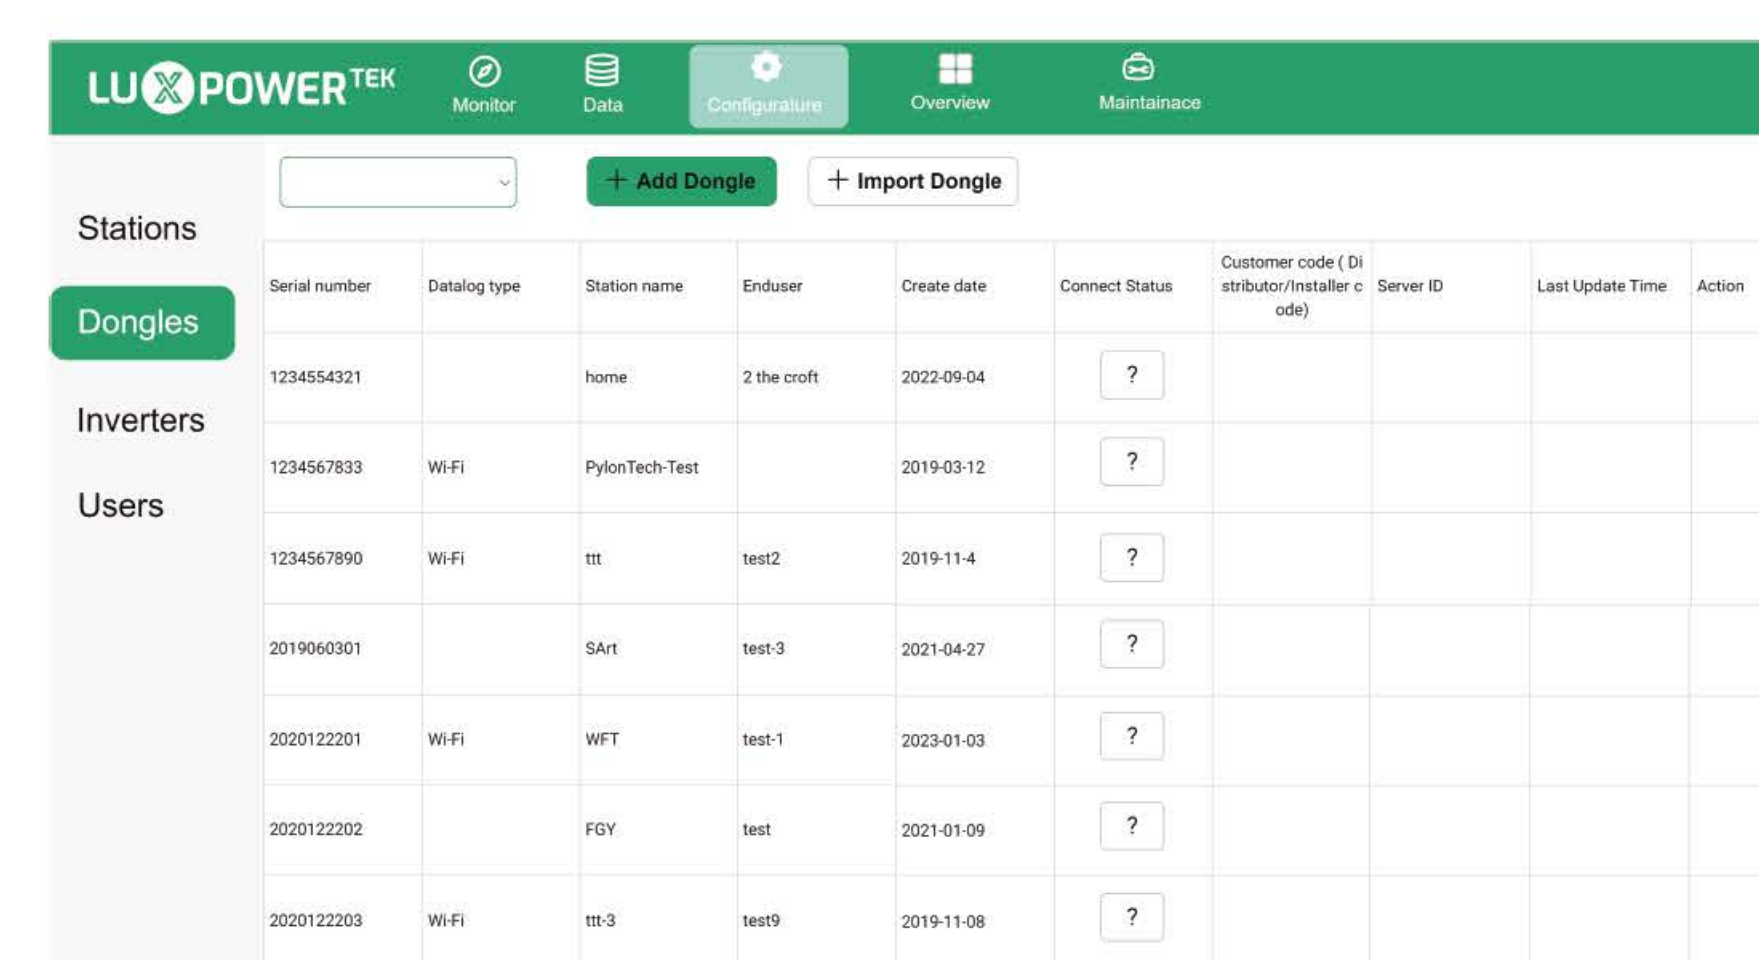 LUXPOWERTEK
Monitor
Data
Configurature
Overview
Maintainace
+ Add Dongle
+ Import Dongle
Stations
Dongles
Inverters
Users
Serial number Datalog type Station name Enduser Create date Connect Status Customer code ( Di
stributor/Installer c
ode) Server ID Last Update Time Action
1234554321 home 2 the croft 2022-09-04 ?
1234567833 Wi-Fi PylonTech-Test 2019-03-12 ?
1234567890 Wi-Fi ttt test2 2019-11-4 ?
2019060301 SArt test-3 2021-04-27 ?
2020122201 Wi-Fi WFT test-1 2023-01-03 ?
2020122202 FGY test 2021-01-09 ?
2020122203 Wi-Fi ttt-3 test9 2019-11-08 ?